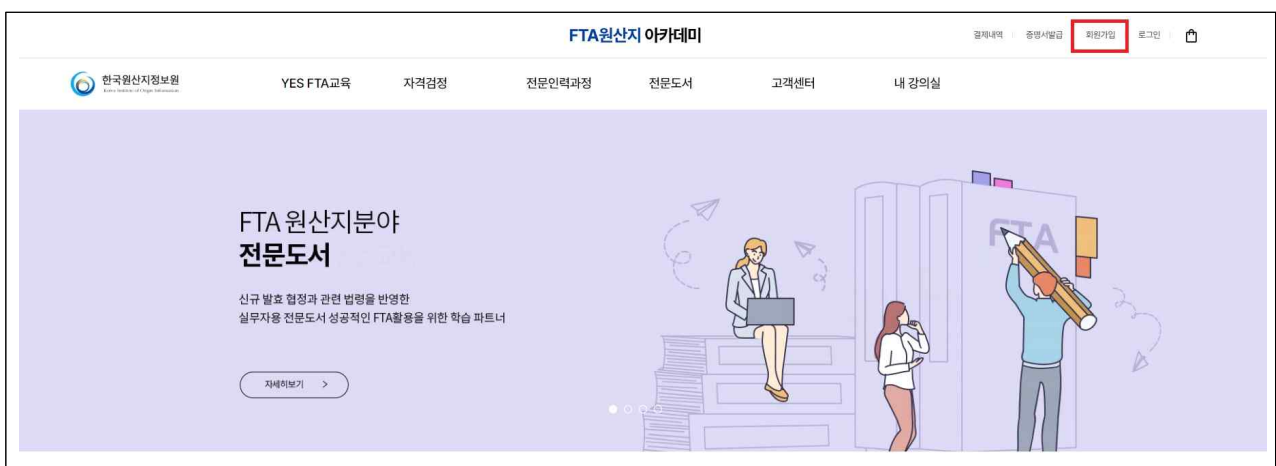 FTA원산지 아카데미
결제내역 증명서발급 회원가입 로그인
한국원산지정보원
Korea Institute of Origin Information
YES FTA교육 자격검정 전문인력과정 전문도서 고객센터 내 강의실
FTA 원산지분야
전문도서
신규 발효 협정과 관련 법령을 반영한
실무자용 전문도서 성공적인 FTA활용을 위한 학습 파트너
자세히보기 >
FTA